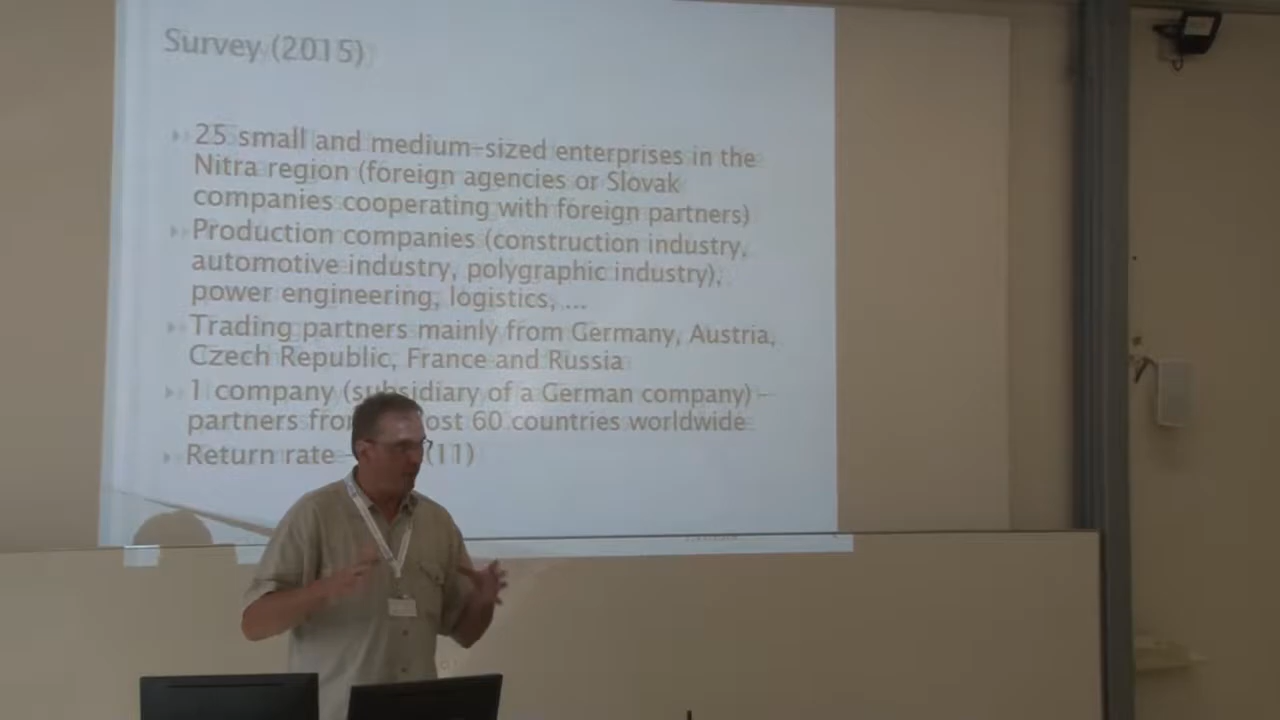 Survey (2015)
25 small and medium-sized enterprises in the
Nitra region (foreign agencies or Slovak
companies cooperating with foreign partners)
Production companies (construction industry,
automotive industry, polygraphic industry),
power engineering, logistics, ...
Trading partners mainly from Germany, Austria,
Czech Republic, France and Russia
1 company (subsidiary of a German company) –
partners 60 countries worldwide
Return rate – (11)